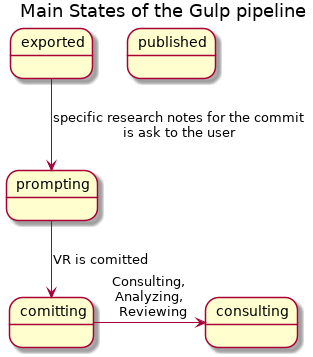 Main States of the Gulp pipeline
exported
published
specific research notes for the commit
is ask to the user
prompting
VR is comitted
Consulting,
Analyzing,
Reviewing
comitting
consulting